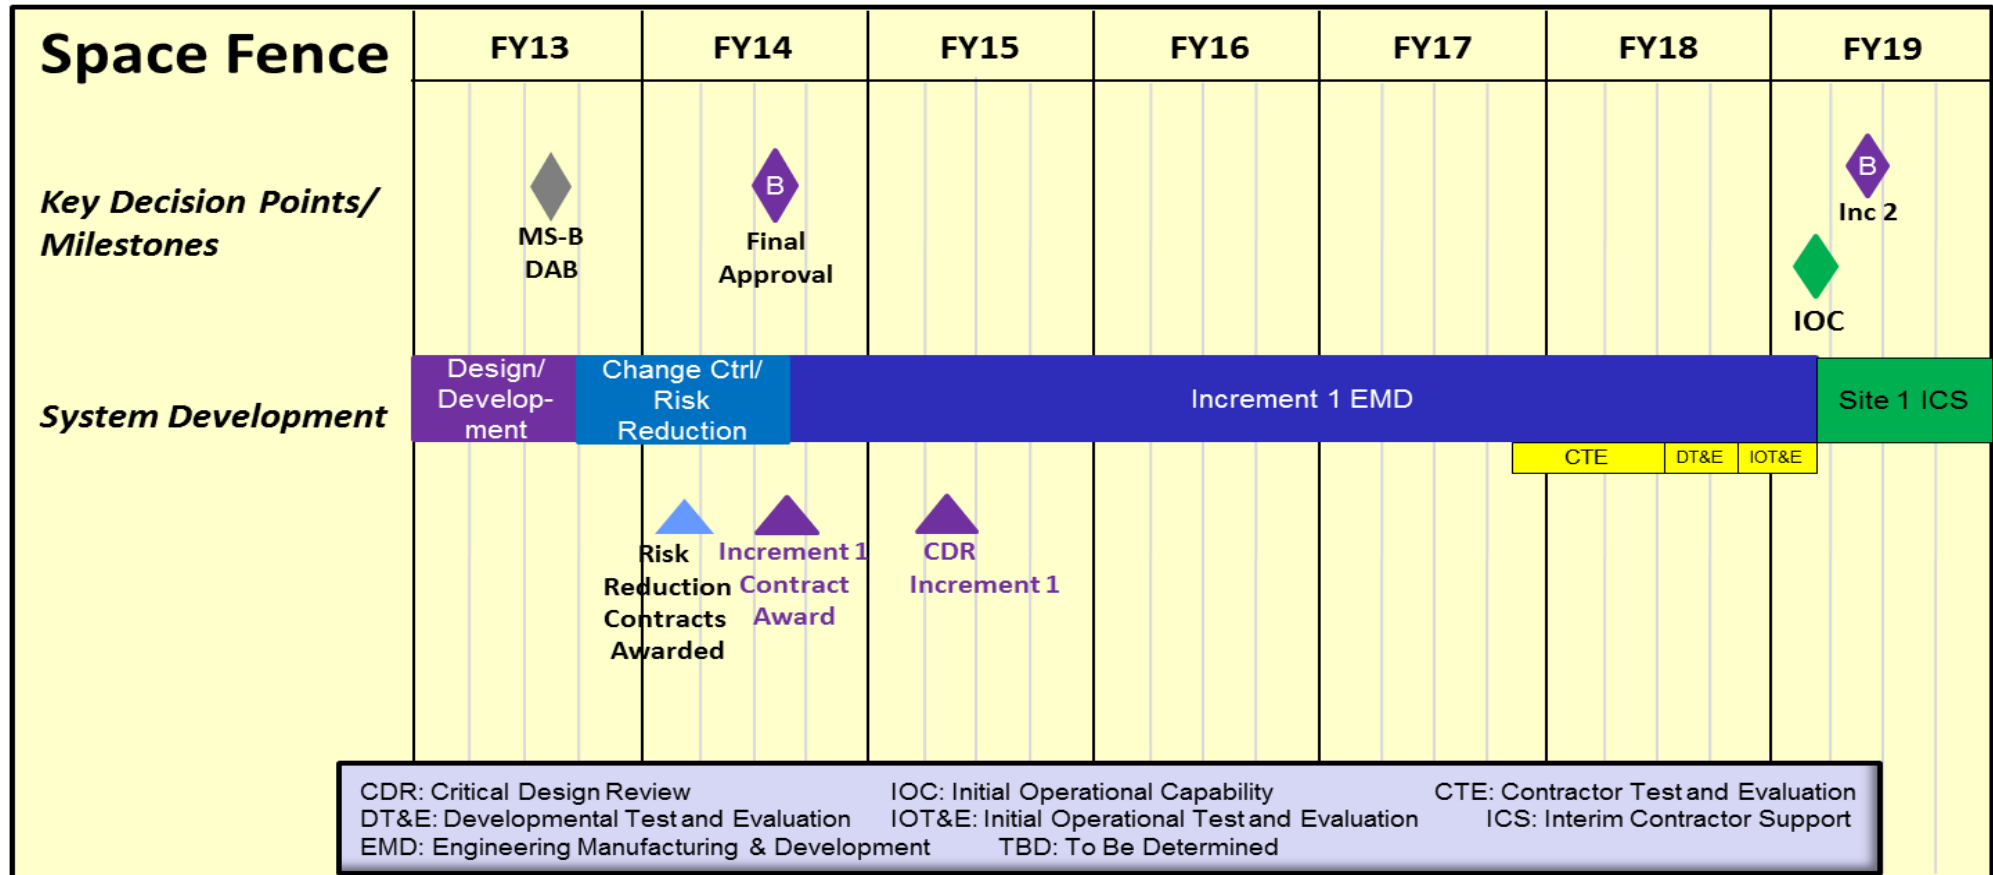 Space Fence
FY13
FY14
FY15
FY16
FY17
FY18
FY19
Key Decision Points/
Milestones
MS-B
DAB
B
Final
Approval
B
Inc 2
IOC
System Development
Design/
Develop-
ment
Change Ctrl/
Risk
Reduction
Increment 1 EMD
Site 1 ICS
CTE
DT&E
IOT&E
Risk
Reduction
Contracts
Awarded
Increment 1
Contract
Award
CDR
Increment 1
CDR: Critical Design Review
IOC: Initial Operational Capability
CTE: Contractor Test and Evaluation
DT&E: Developmental Test and Evaluation
IOT&E: Initial Operational Test and Evaluation
ICS: Interim Contractor Support
EMD: Engineering Manufacturing & Development
TBD: To Be Determined